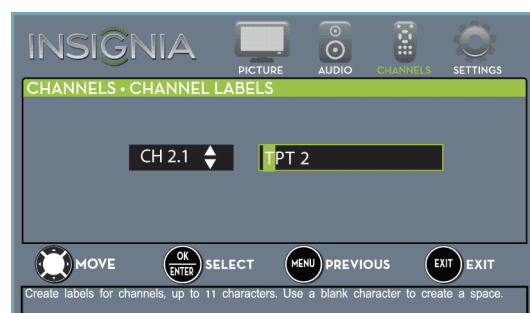 INSIGNIA
PICTURE AUDIO CHANNELS SETTINGS
CHANNELS • CHANNEL LABELS
CH 2.1 TPT 2
MOVE OK ENTER SELECT MENU PREVIOUS EXIT EXIT
Create labels for channels, up to 11 characters. Use a blank character to create a space.